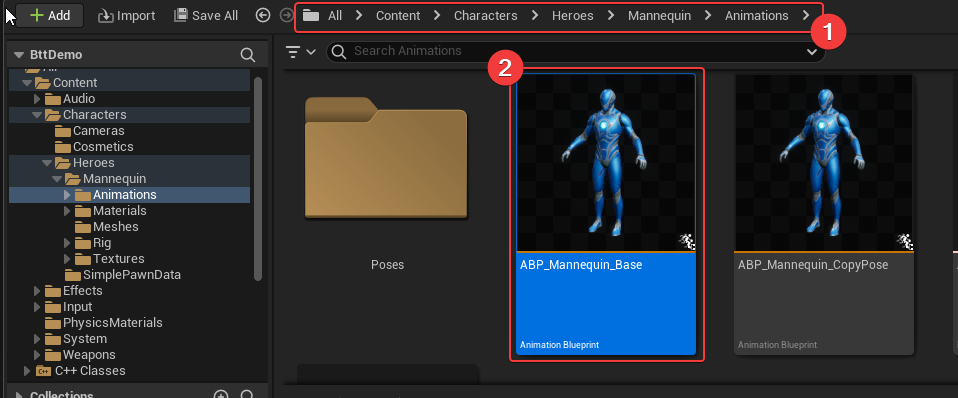 Add
Import
Save All
All > Content > Characters > Heroes > Mannequin > Animations >
1
BttDemo
Search Animations
2
Content
Audio
Characters
Cameras
Cosmetics
Heroes
Mannequin
Animations
Materials
Meshes
Rig
Textures
SimplePawnData
Effects
Input
PhysicsMaterials
System
Weapons
C++ Classes
Collections
Poses
ABP_Mannequin_Base
Animation Blueprint
ABP_Mannequin_CopyPose
Animation Blueprint